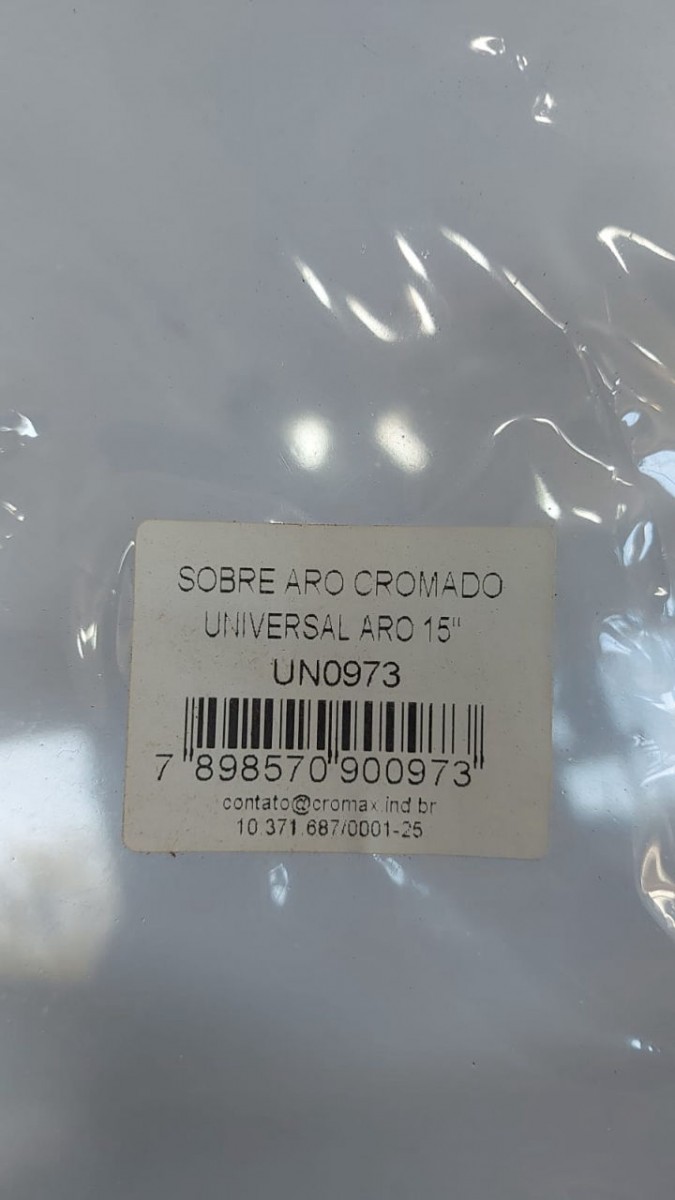 SOBRE ARO CROMADO
UNIVERSAL ARO 15"
UN0973
7 898570 900973
contato@cromax.ind.br
10.371.687/0001-25